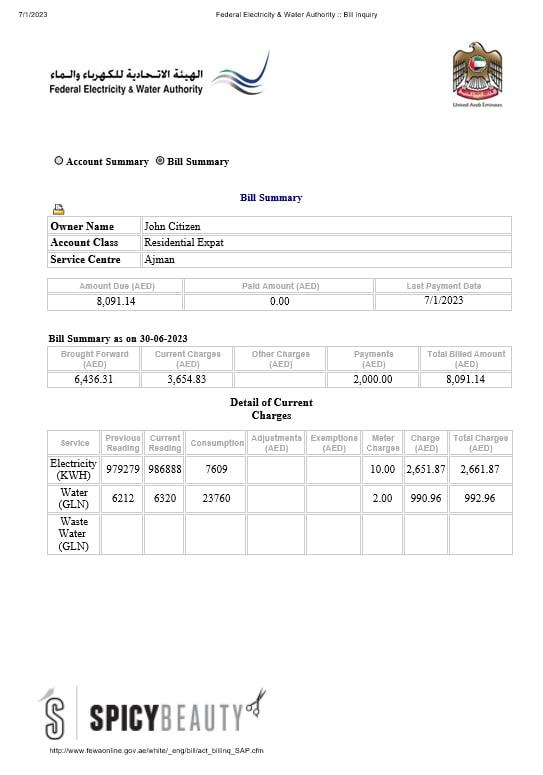 7/1/2023 Federal Electricity & Water Authority :: Bill Inquiry
الهيئة الاتحادية للكهرباء والماء
Federal Electricity & Water Authority
United Arab Emirates
Account Summary Bill Summary
Bill Summary
Owner Name John Citizen
Account Class Residential Expat
Service Centre Ajman
Amount Due (AED) Paid Amount (AED) Last Payment Date
8,091.14 0.00 7/1/2023
Bill Summary as on 30-06-2023
Brought Forward (AED) Current Charges (AED) Other Charges (AED) Payments (AED) Total Billed Amount (AED)
6,436.31 3,654.83 2,000.00 8,091.14
Detail of Current
Charges
Service Previous Reading Current Reading Consumption Adjustments (AED) Exemptions (AED) Meter Charges Charge (AED) Total Charges (AED)
Electricity (KWH) 979279 986888 7609 10.00 2,651.87 2,661.87
Water (GLN) 6212 6320 23760 2.00 990.96 992.96
Waste Water (GLN)
S SPICYBEAUTY
http://www.fewaonline.gov.ae/white/_eng/bill/act_billinq_SAP.cfm